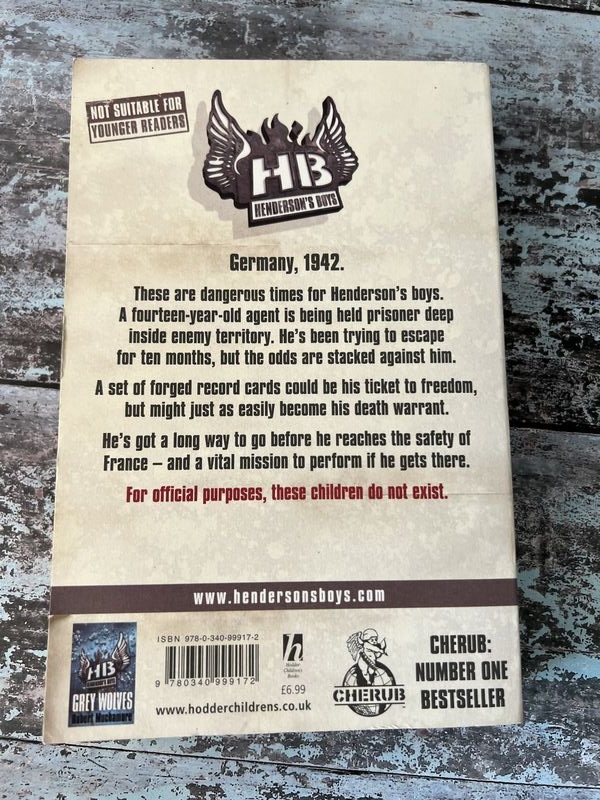 NOT SUITABLE FOR
YOUNGER READERS
HB
HENDERSON'S BOYS
Germany, 1942.
These are dangerous times for Henderson's boys.
A fourteen-year-old agent is being held prisoner deep
inside enemy territory. He's been trying to escape
for ten months, but the odds are stacked against him.
A set of forged record cards could be his ticket to freedom,
but might just as easily become his death warrant.
He's got a long way to go before he reaches the safety of
France – and a vital mission to perform if he gets there.
For official purposes, these children do not exist.
www.hendersonsboys.com
HB
HENDERSON'S BOYS
GREY WOLVES
Robert Muchamore
ISBN 978-0-340-99917-2
9 780340 999172
www.hodderchildrens.co.uk
h
Hodder
Children's
Books
£6.99
CHERUB
CHERUB:
NUMBER ONE
BESTSELLER